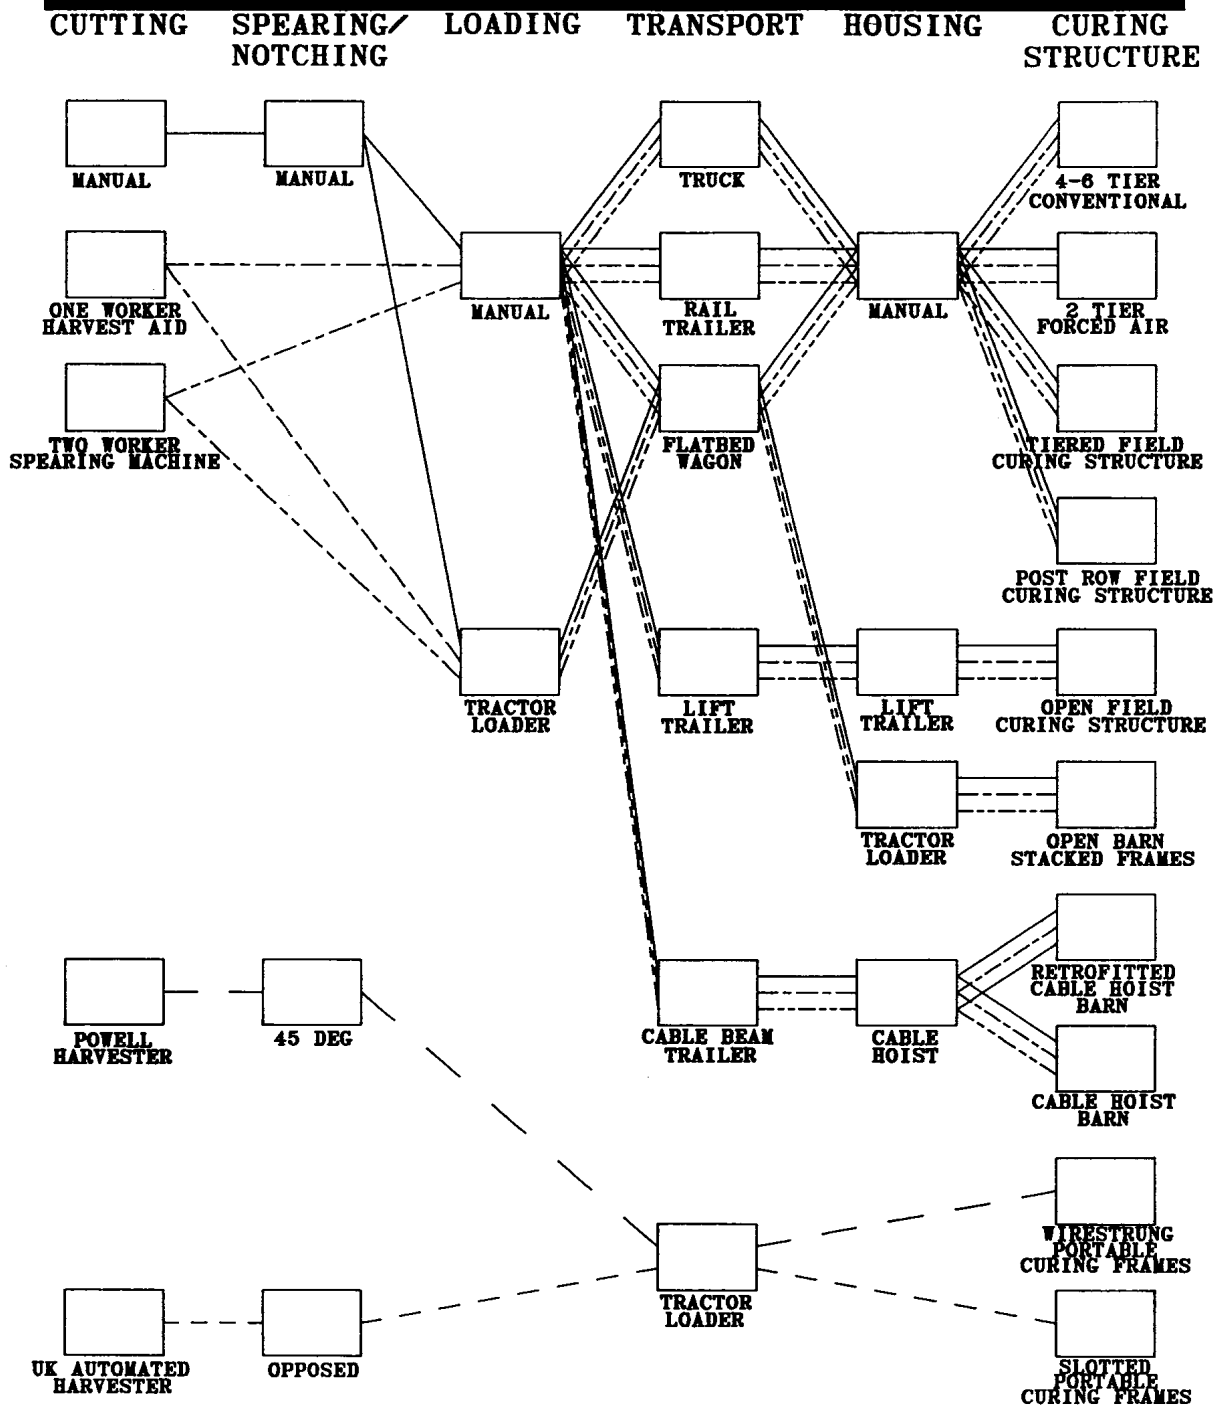 CUTTING
SPEARING/
NOTCHING
LOADING
TRANSPORT
HOUSING
CURING
STRUCTURE
MANUAL
MANUAL
TRUCK
4-6 TIER
CONVENTIONAL
ONE WORKER
HARVEST AID
MANUAL
RAIL
TRAILER
MANUAL
2 TIER
FORCED AIR
TWO WORKER
SPEARING MACHINE
FLATBED
WAGON
TIERED FIELD
CURING STRUCTURE
POST ROW FIELD
CURING STRUCTURE
TRACTOR
LOADER
LIFT
TRAILER
LIFT
TRAILER
OPEN FIELD
CURING STRUCTURE
TRACTOR
LOADER
OPEN BARN
STACKED FRAMES
POWELL
HARVESTER
45 DEG
CABLE BEAM
TRAILER
CABLE
HOIST
RETROFITTED
CABLE HOIST
BARN
CABLE HOIST
BARN
WIRESTRUNG
PORTABLE
CURING FRAMES
TRACTOR
LOADER
UK AUTOMATED
HARVESTER
OPPOSED
SLOTTED
PORTABLE
CURING FRAMES